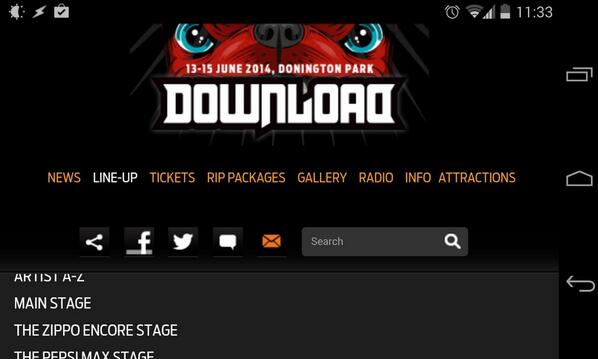 11:33
13-15 JUNE 2014, DONINGTON PARK
DOWNLOAD
NEWS LINE-UP TICKETS RIP PACKAGES GALLERY RADIO INFO ATTRACTIONS
Search
ARTIST A-Z
MAIN STAGE
THE ZIPPO ENCORE STAGE
THE PEPSI MAX STAGE